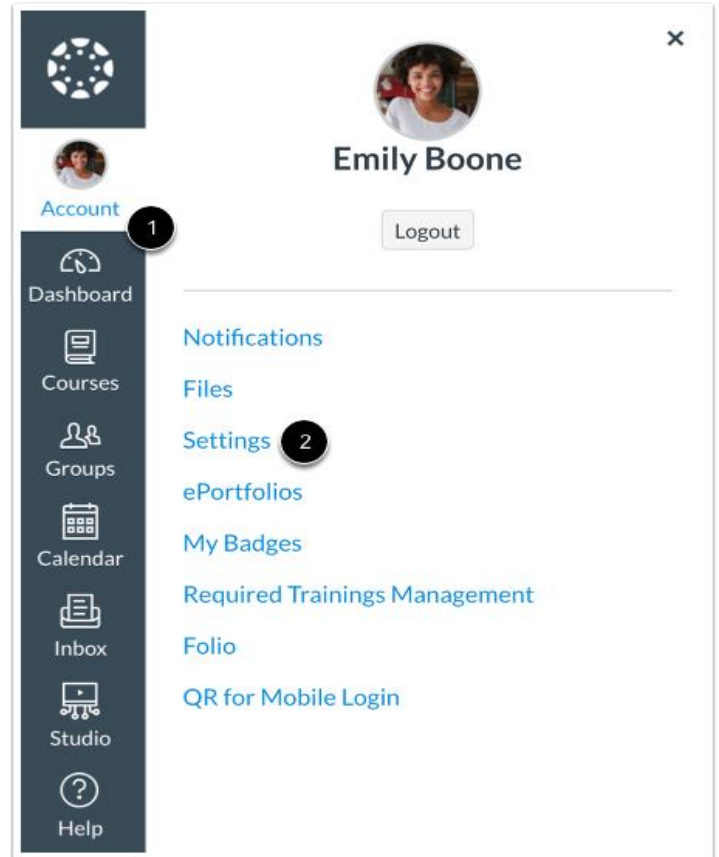 Account
1
Dashboard
Courses
Groups
Calendar
Inbox
Studio
Help
×
Emily Boone
Logout
Notifications
Files
Settings 2
ePortfolios
My Badges
Required Trainings Management
Folio
QR for Mobile Login